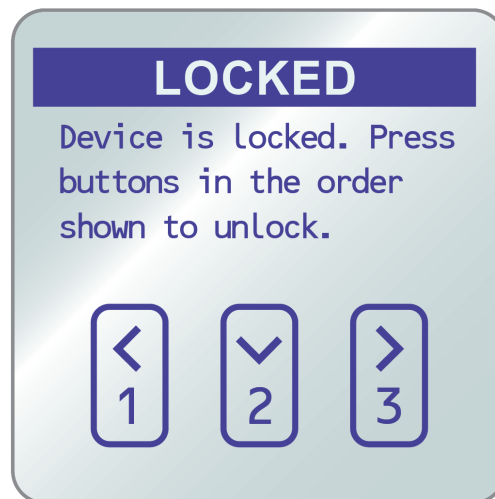 LOCKED
Device is locked. Press
buttons in the order
shown to unlock.
1 2 3